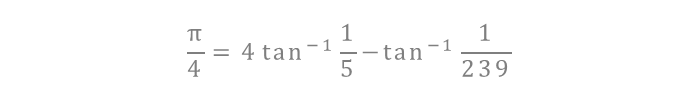 π/4 = 4 tan⁻¹ 1/5 − tan⁻¹ 1/239